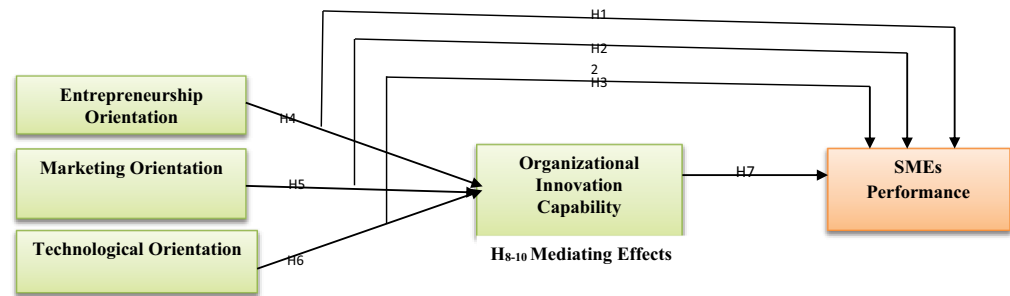 H1
H2
2
H3
Entrepreneurship
Orientation
H4
Marketing Orientation
H5
Technological Orientation
H6
Organizational
Innovation
Capability
H7
SMEs
Performance
H8-10 Mediating Effects